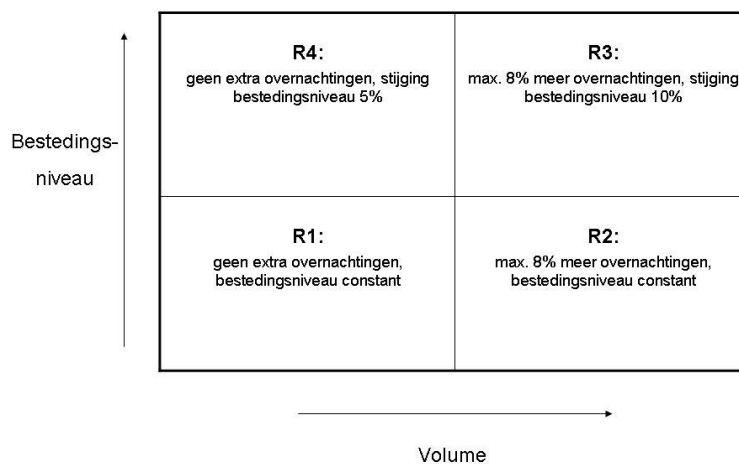 R4:
geen extra overnachtingen, stijging
bestedingsniveau 5%
R3:
max. 8% meer overnachtingen, stijging
bestedingsniveau 10%
Bestedings-
niveau
R1:
geen extra overnachtingen,
bestedingsniveau constant
R2:
max. 8% meer overnachtingen,
bestedingsniveau constant
Volume